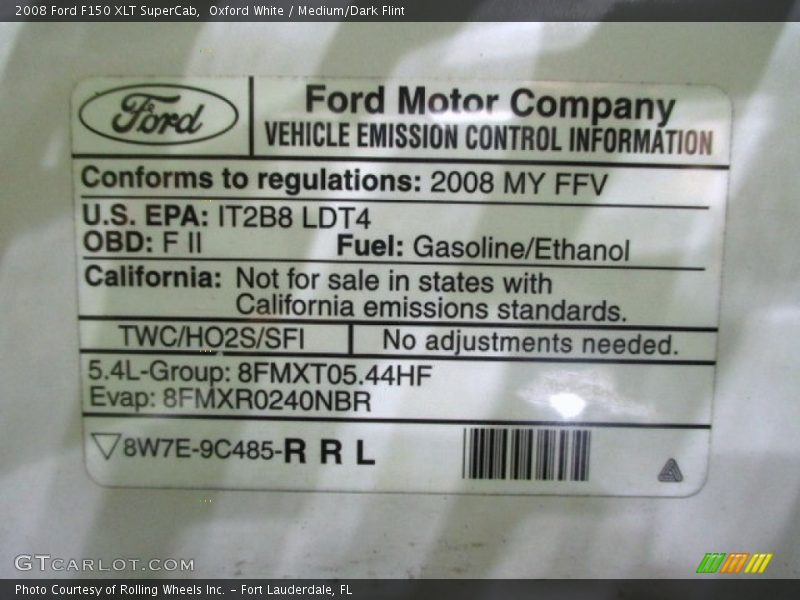 2008 Ford F150 XLT SuperCab,  Oxford White / Medium/Dark Flint
Ford
Ford Motor Company
VEHICLE EMISSION CONTROL INFORMATION
Conforms to regulations: 2008 MY FFV
U.S. EPA: IT2B8 LDT4
OBD: F II Fuel: Gasoline/Ethanol
California: Not for sale in states with
California emissions standards.
TWC/HO2S/SFI No adjustments needed.
5.4L-Group: 8FMXT05.44HF
Evap: 8FMXR0240NBR
8W7E-9C485-R R L
GTCARLOT.COM
Photo Courtesy of Rolling Wheels Inc. – Fort Lauderdale, FL